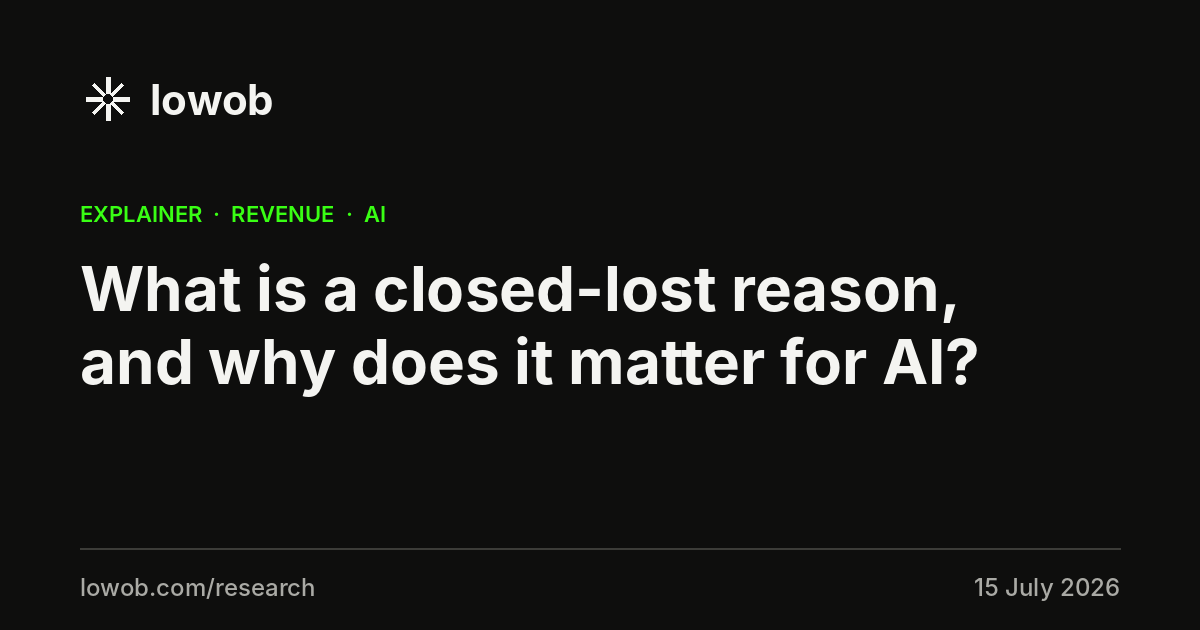 lowob
EXPLAINER · REVENUE · AI
What is a closed-lost reason,
and why does it matter for AI?
lowob.com/research
15 July 2026